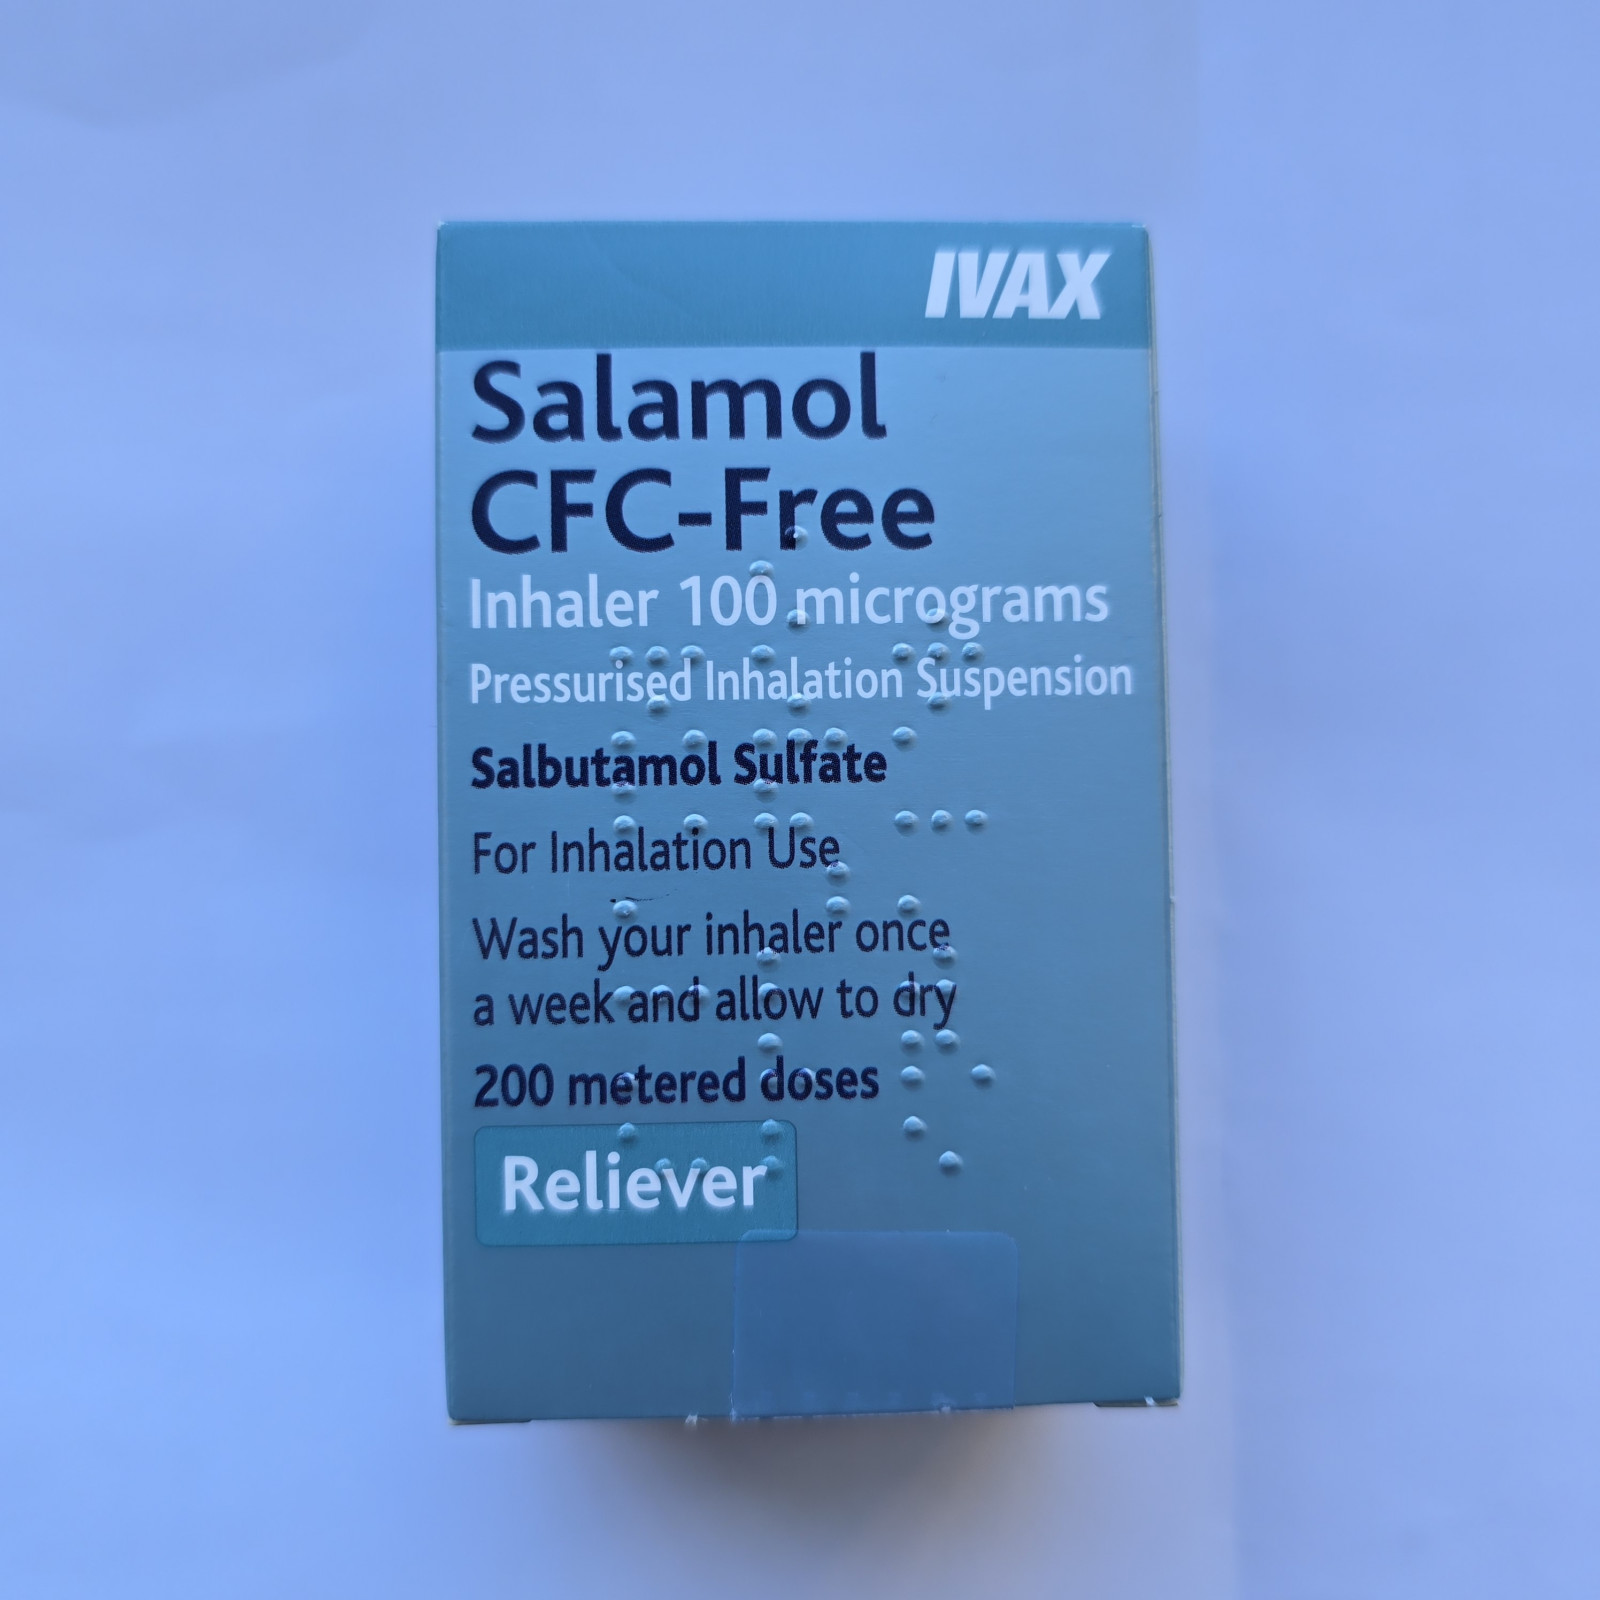 IVAX
Salamol
CFC-Free
Inhaler 100 micrograms
Pressurised Inhalation Suspension
Salbutamol Sulfate
For Inhalation Use
Wash your inhaler once
a week and allow to dry
200 metered doses
Reliever